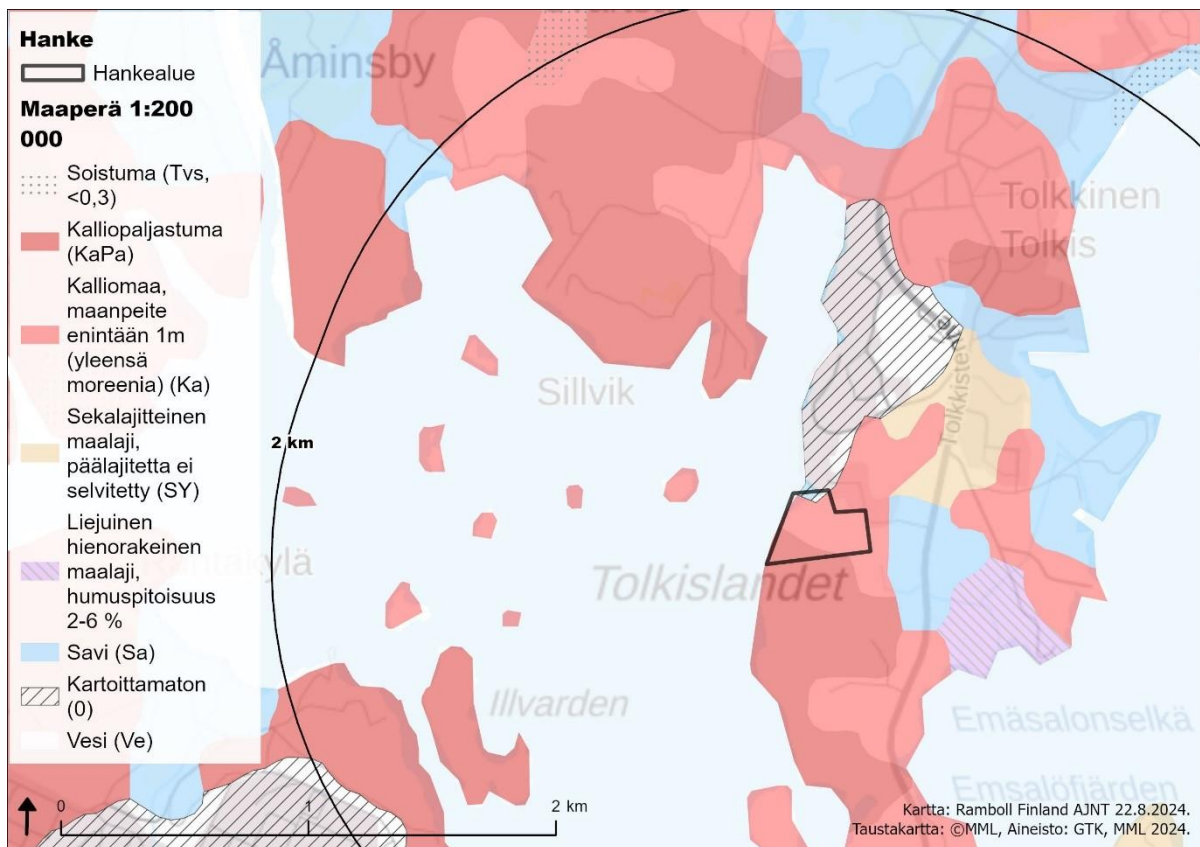 Hanke
Hankealue
Maaperä 1:200
000
Soistuma (Tvs,
<0,3)
Kalliopaljastuma
(KaPa)
Kalliomaa,
maanpeite
enintään 1m
(yleensä
moreenia) (Ka)
Sekalajitteinen
maalaji,
päälajitetta ei
selvitetty (SY)
Liejuinen
hienorakeinen
maalaji,
humuspitoisuus
2-6 %
Savi (Sa)
Kartoittamaton
(0)
Vesi (Ve)
0
1
2 km
Åminsby
Tolkkinen
Tolkis
Sillvik
2 km
Tolkislandet
Illvarden
Emäsalonselkä
Emsalöfjärden
Kartta: Ramboll Finland AJNT 22.8.2024.
Taustakartta: ©MML, Aineisto: GTK, MML 2024.